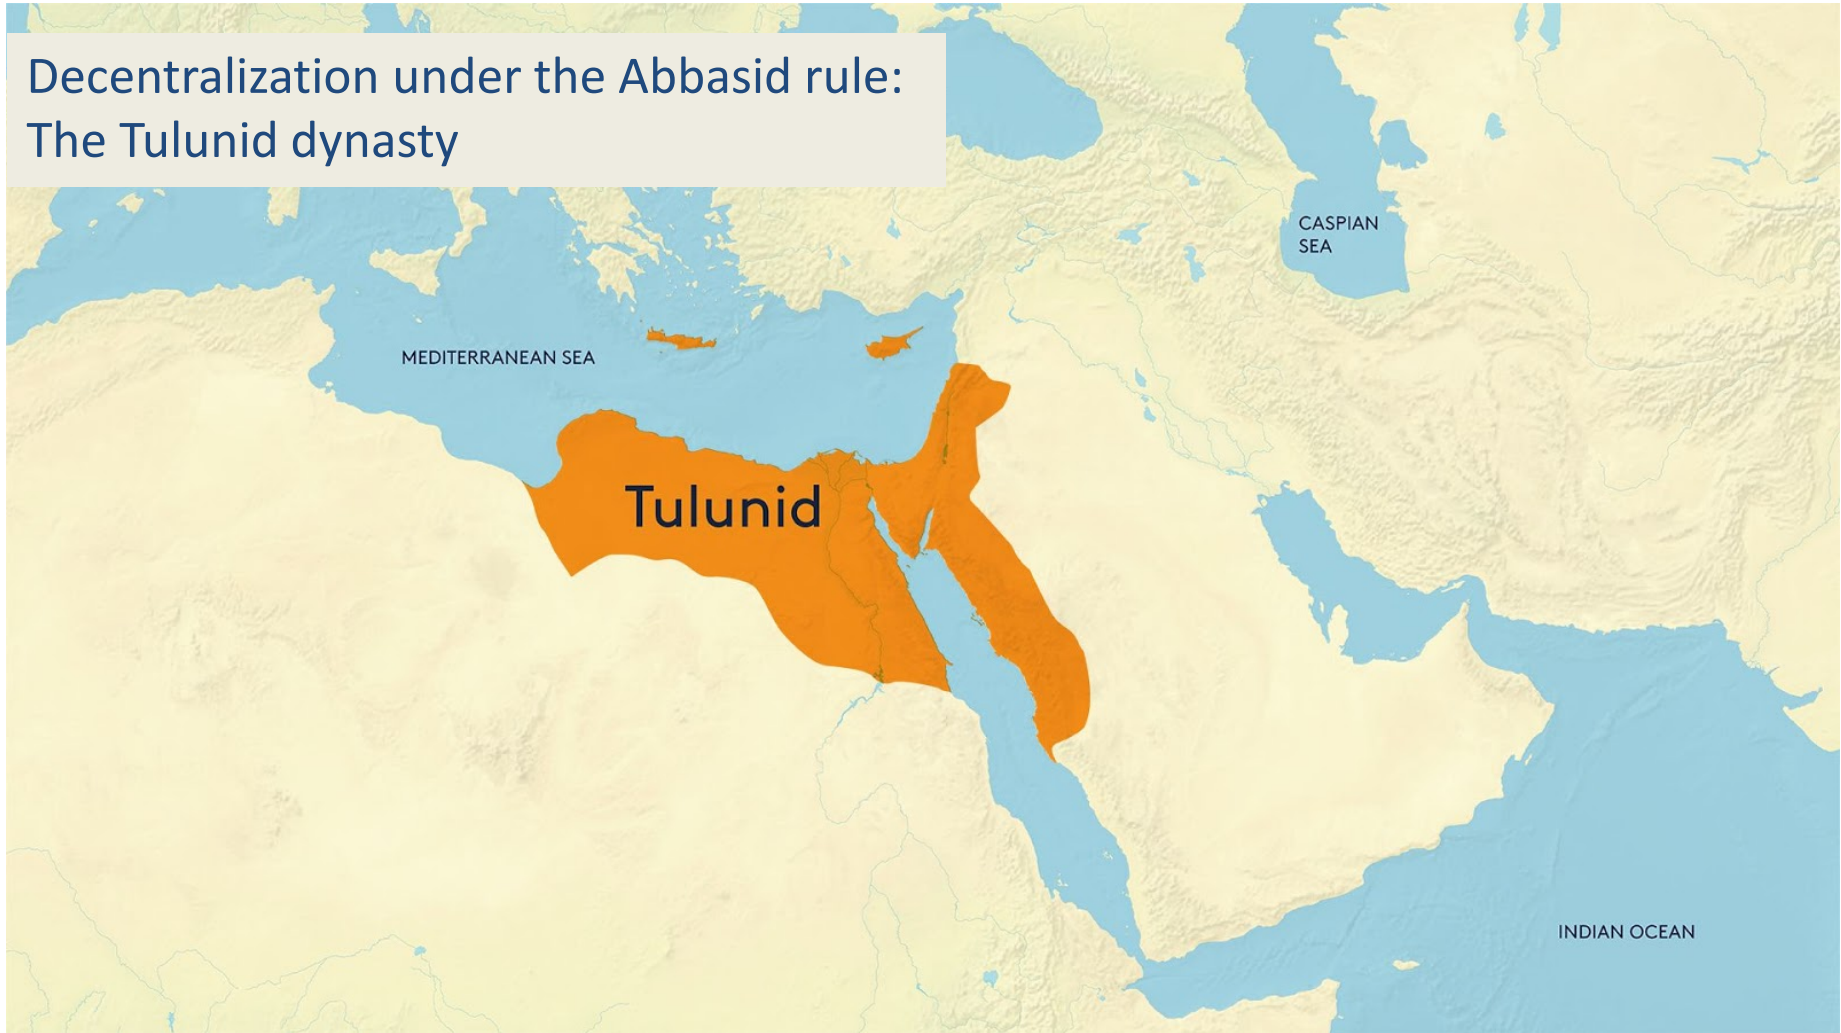 Decentralization under the Abbasid rule:
The Tulunid dynasty
CASPIAN
SEA
MEDITERRANEAN SEA
Tulunid
INDIAN OCEAN